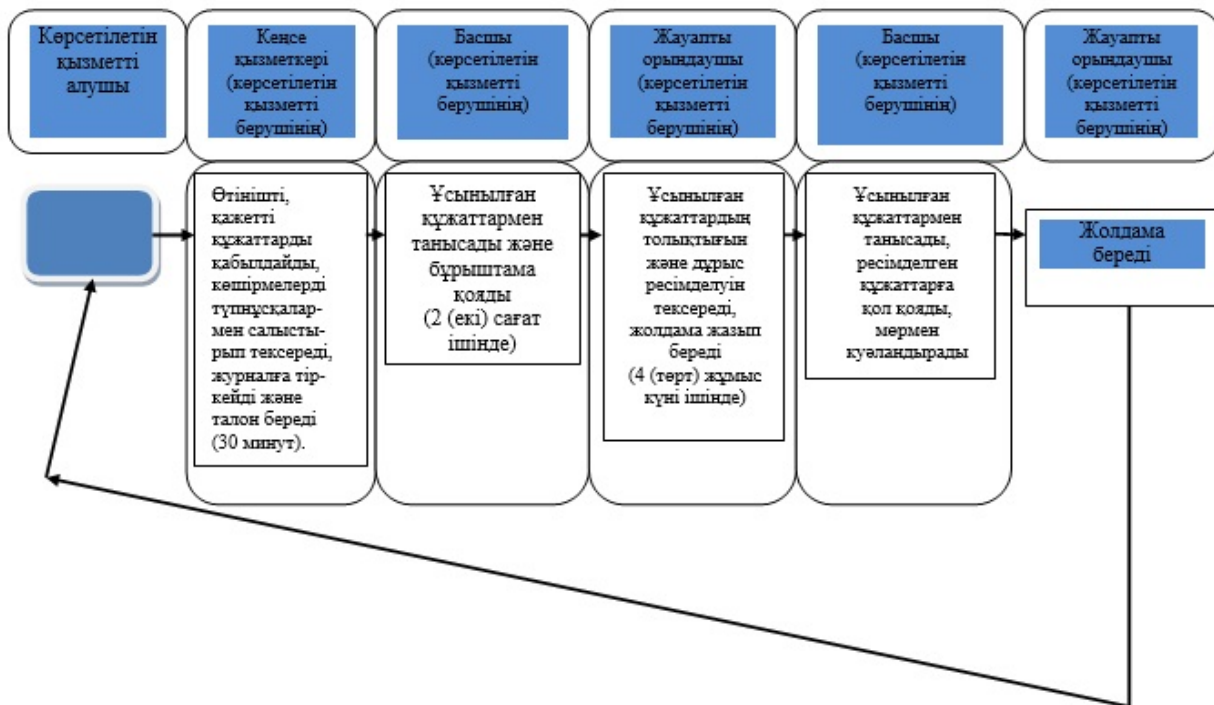 Көрсетілетін
қызметті
алушы
Кеңсе
қызметкері
(көрсетілетін
қызметті
берушінің)
Басшы
(көрсетілетін
қызметті
берушінің)
Жауапты
орындаушы
(көрсетілетін
қызметті
берушінің)
Басшы
(көрсетілетін
қызметті
берушінің)
Жауапты
орындаушы
(көрсетілетін
қызметті
берушінің)
Өтінішті,
қажетті
құжаттарды
қабылдайды,
көшірмелерді
түпнұсқалар-
мен салысты-
рып тексереді,
журналға тір-
кейді және
талон береді
(30 минут).
Ұсынылған
құжаттармен
танысады және
бұрыштама
қояды
(2 (екі) сағат
ішінде)
Ұсынылған
құжаттардың
толықтығын
және дұрыс
ресімделуін
тексереді,
жолдама жазып
береді
(4 (төрт) жұмыс
күні ішінде)
Ұсынылған
құжаттармен
танысады,
ресімделген
құжаттарға
қол қояды,
мөрмен
куәландырады
Жолдама
береді